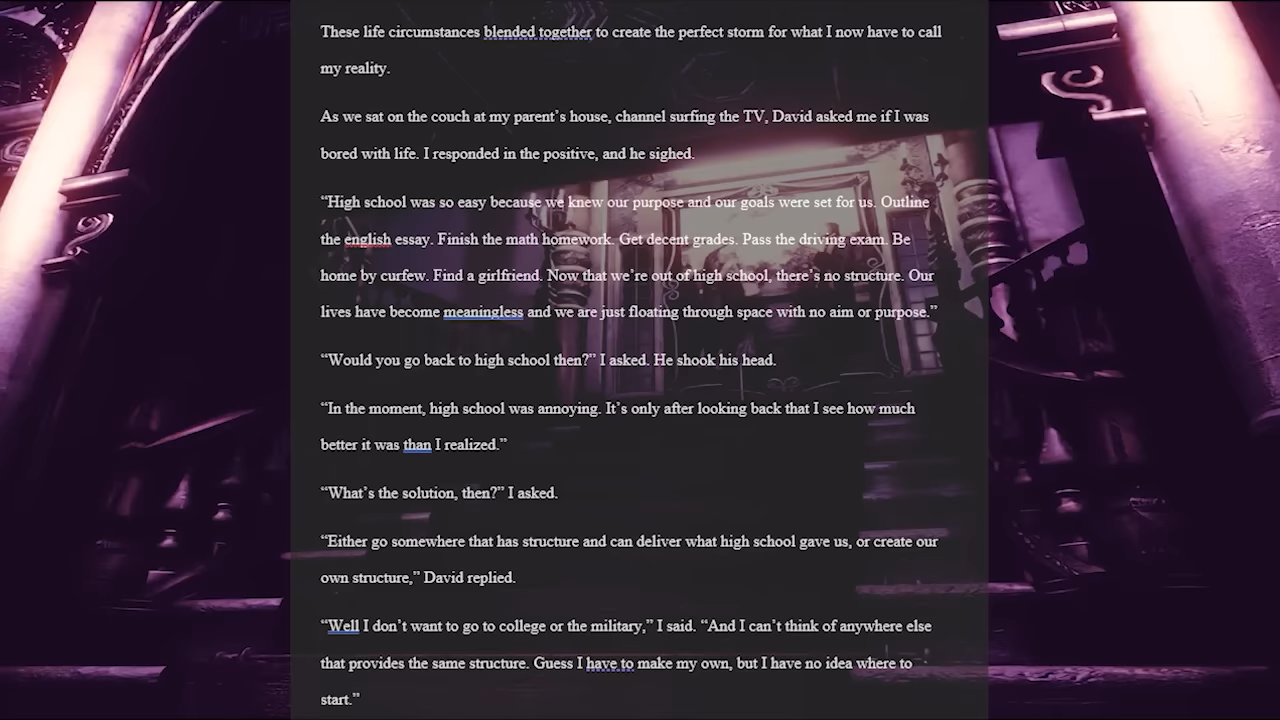 These life circumstances blended together to create the perfect storm for what I now have to call
my reality.
As we sat on the couch at my parent’s house, channel surfing the TV, David asked me if I was
bored with life. I responded in the positive, and he sighed.
“High school was so easy because we knew our purpose and our goals were set for us. Outline
the english essay. Finish the math homework. Get decent grades. Pass the driving exam. Be
home by curfew. Find a girlfriend. Now that we’re out of high school, there’s no structure. Our
lives have become meaningless and we are just floating through space with no aim or purpose.”
“Would you go back to high school then?” I asked. He shook his head.
“In the moment, high school was annoying. It’s only after looking back that I see how much
better it was than I realized.”
“What’s the solution, then?” I asked.
“Either go somewhere that has structure and can deliver what high school gave us, or create our
own structure,” David replied.
“Well I don’t want to go to college or the military,” I said. “And I can’t think of anywhere else
that provides the same structure. Guess I have to make my own, but I have no idea where to
start.”